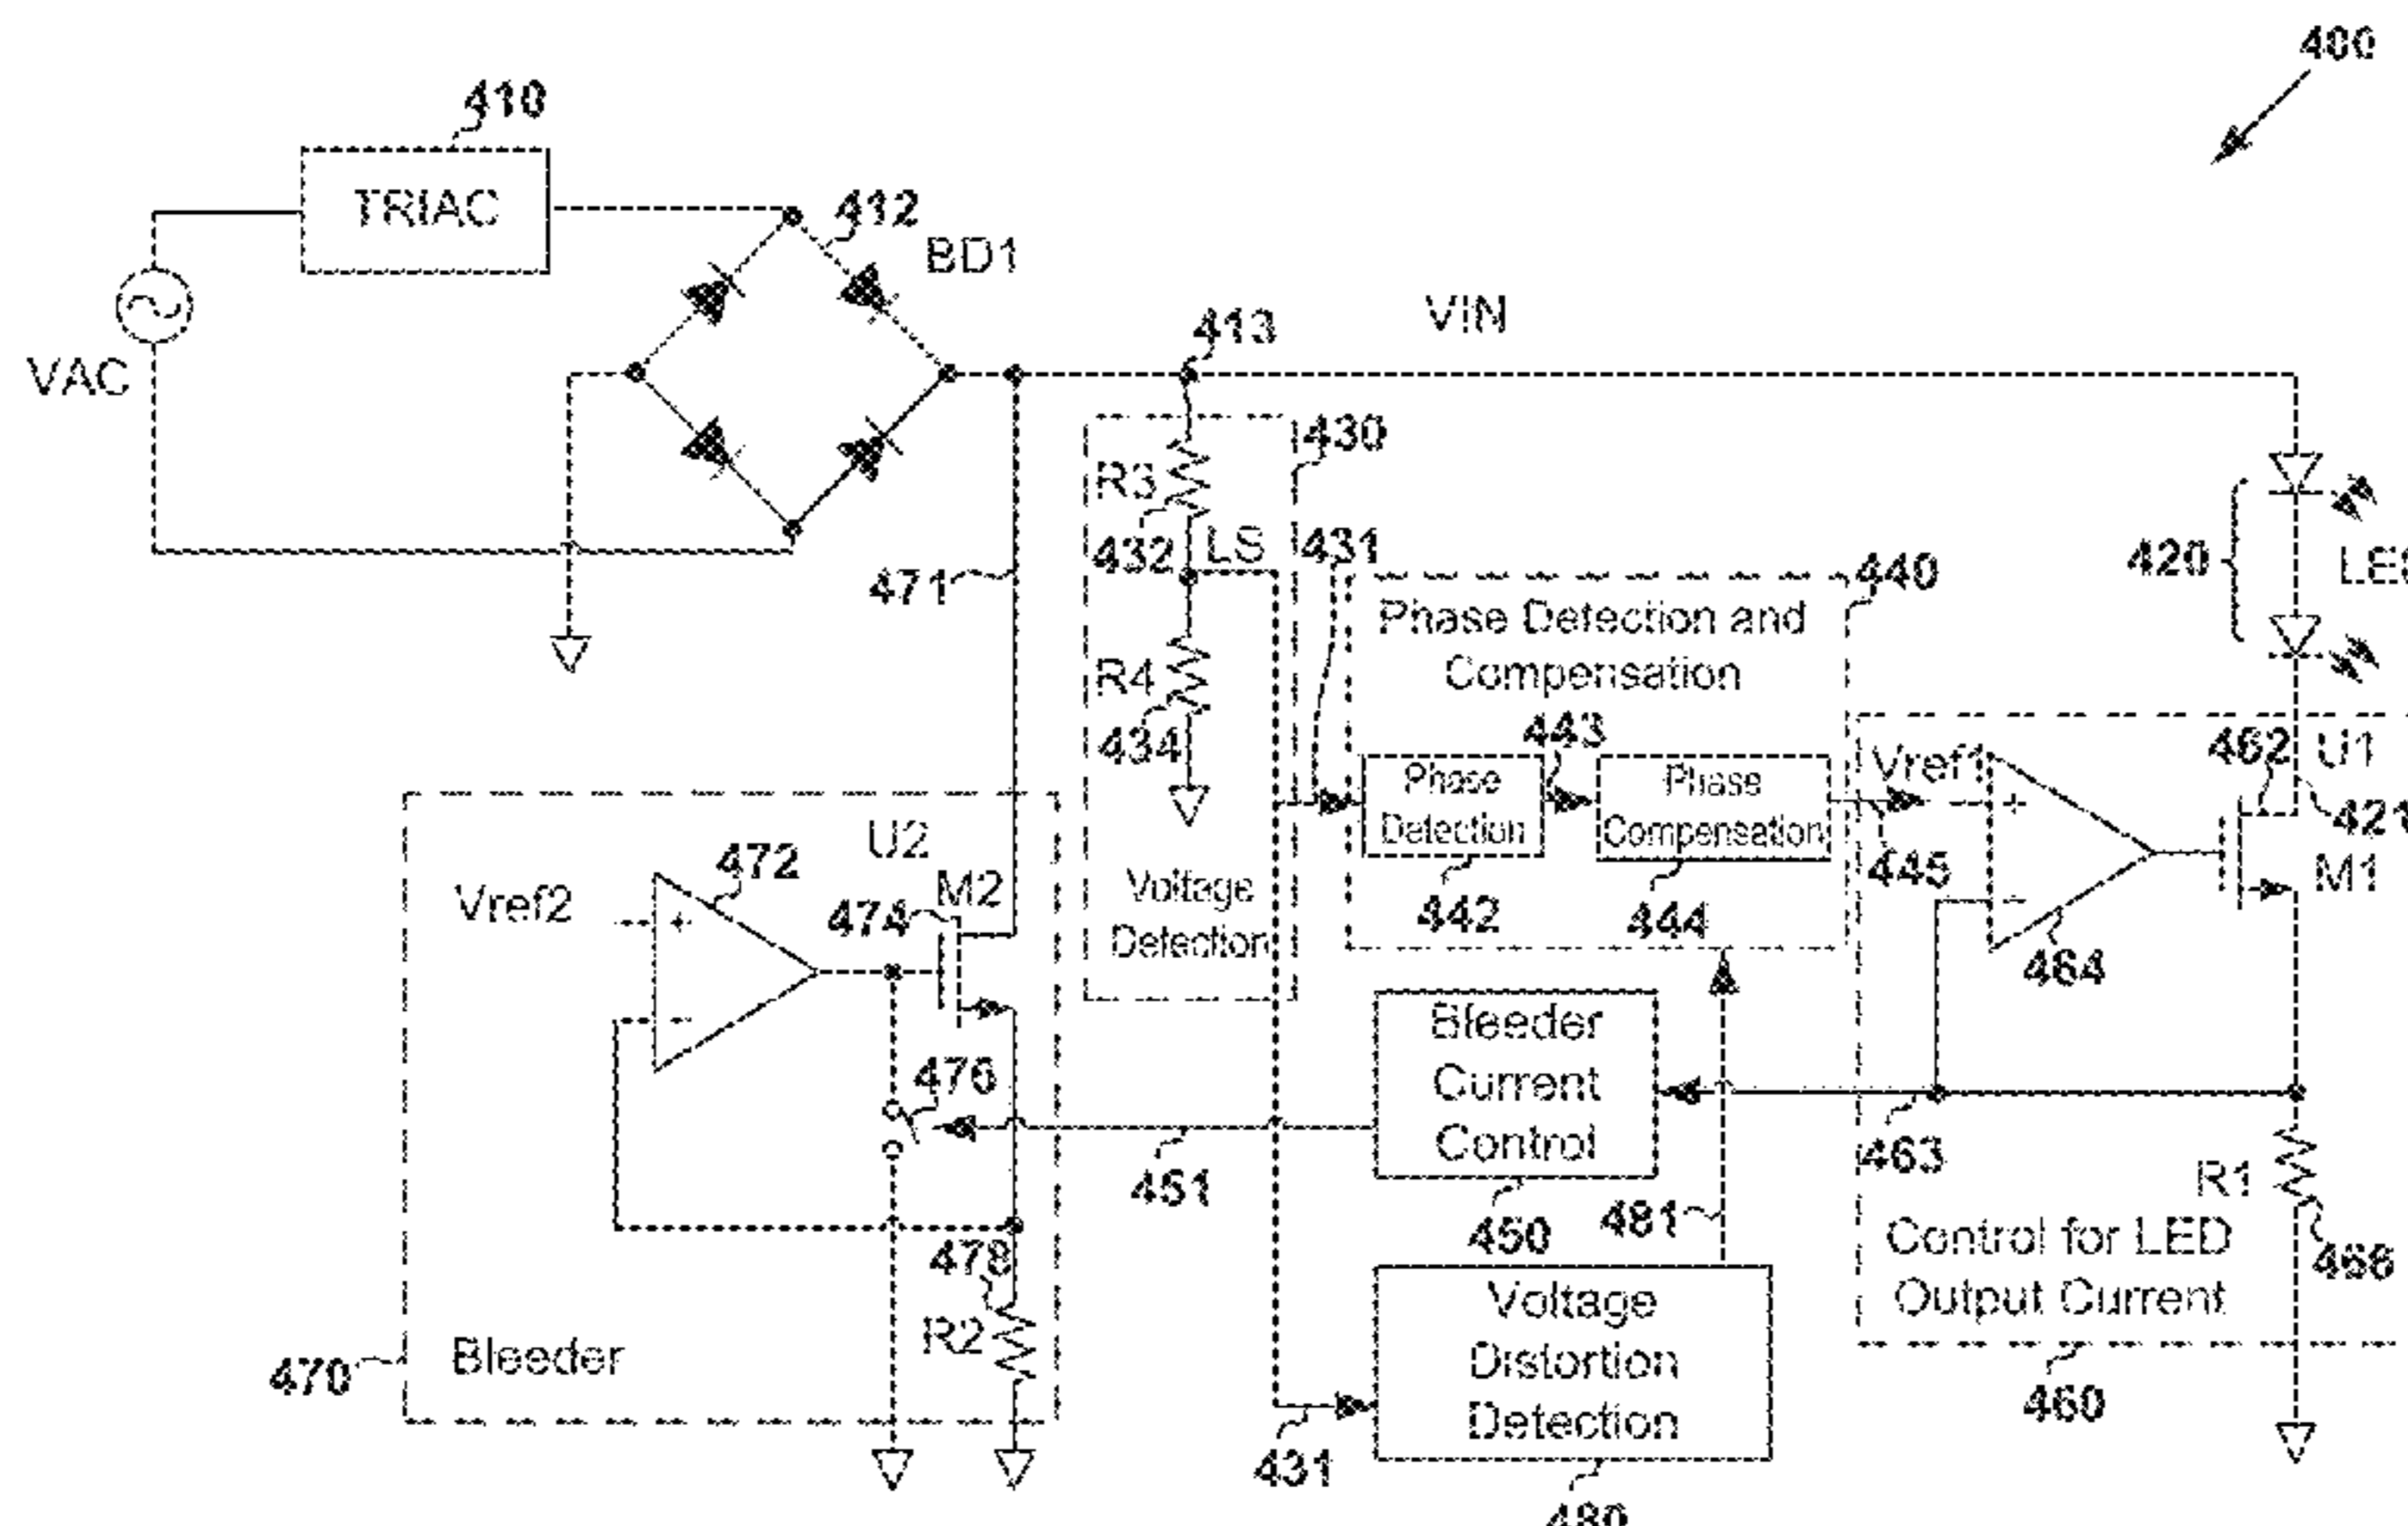 400
410
TRIAC
412
BD1
VAC
413
VIN
430
R3
432
LS
431
471
R4
434
Voltage
Detection
440
Phase Detection and
Compensation
443
Phase
Detection
442
Phase
Compensation
444
445
420
462
U1
421
Vref1
M1
464
463
R1
Control for LED
Output Current
460
U2
Vref2
472
M2
474
476
478
R2
Bleeder
470
451
Bleeder
Current
Control
450
481
Voltage
Distortion
Detection
431